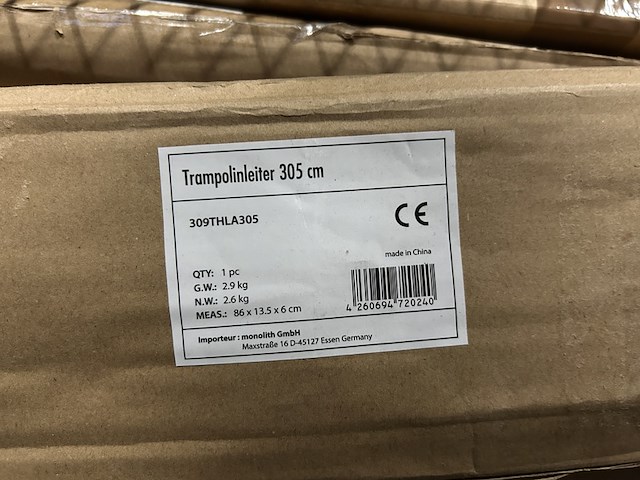 Trampolinleiter 305 cm
309THLA305
CE
made in China
QTY: 1 pc
G.W.: 2.9 kg
N.W.: 2.6 kg
MEAS.: 86 x 13.5 x 6 cm
4 260694 720240
Importeur : monolith GmbH
Maxstraße 16 D-45127 Essen Germany